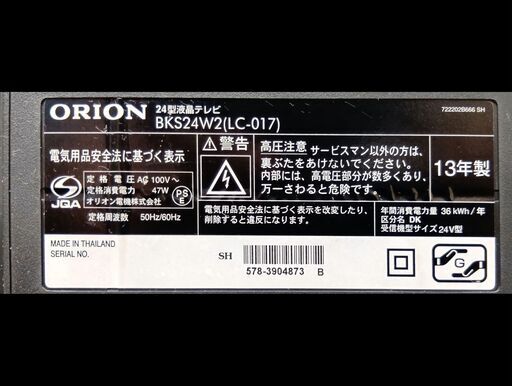 ORION
24型液晶テレビ
BKS24W2(LC-017)
722202B666 SH
電気用品安全法に基づく表示
JQA
定格電圧 AC 100V～
定格消費電力 47W
オリオン電機株式会社
定格周波数 50Hz/60Hz
PS
E
警告
高圧注意 サービスマン以外の方は、
裏ぶたをあけないでください。
内部には、高電圧部分が数多く、
万一さわると危険です。
13年製
電気用品安全法に基づく表示を改変したり、
削除すると違反になります。
年間消費電力量 36 kWh/年
区分名 DK
受信機型サイズ 24V型
MADE IN THAILAND
SERIAL NO.
SH
578-3904873 B
G